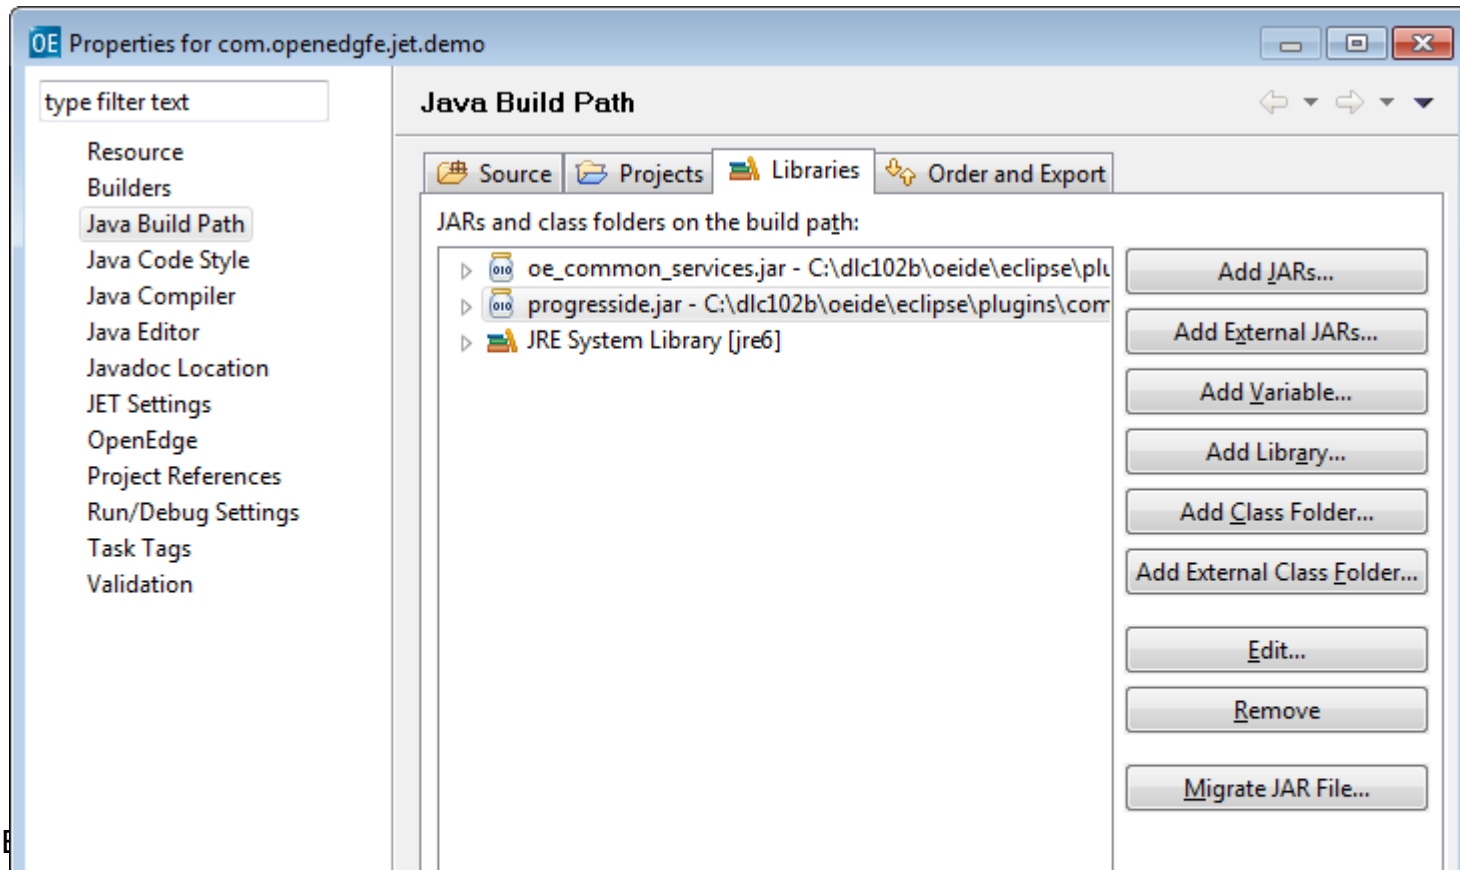 OE Properties for com.openedgfe.jet.demo
type filter text
Resource
Builders
Java Build Path
Java Code Style
Java Compiler
Java Editor
Javadoc Location
JET Settings
OpenEdge
Project References
Run/Debug Settings
Task Tags
Validation
Java Build Path
Source Projects Libraries Order and Export
JARs and class folders on the build path:
oe_common_services.jar - C:\dlc102b\oeide\eclipse\plu
progresside.jar - C:\dlc102b\oeide\eclipse\plugins\com
JRE System Library [jre6]
Add JARs...
Add External JARs...
Add Variable...
Add Library...
Add Class Folder...
Add External Class Folder...
Edit...
Remove
Migrate JAR File...